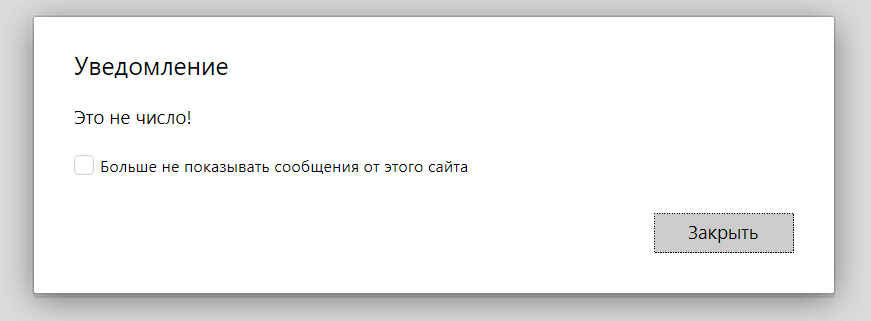 Уведомление
Это не число!
Больше не показывать сообщения от этого сайта
Закрыть